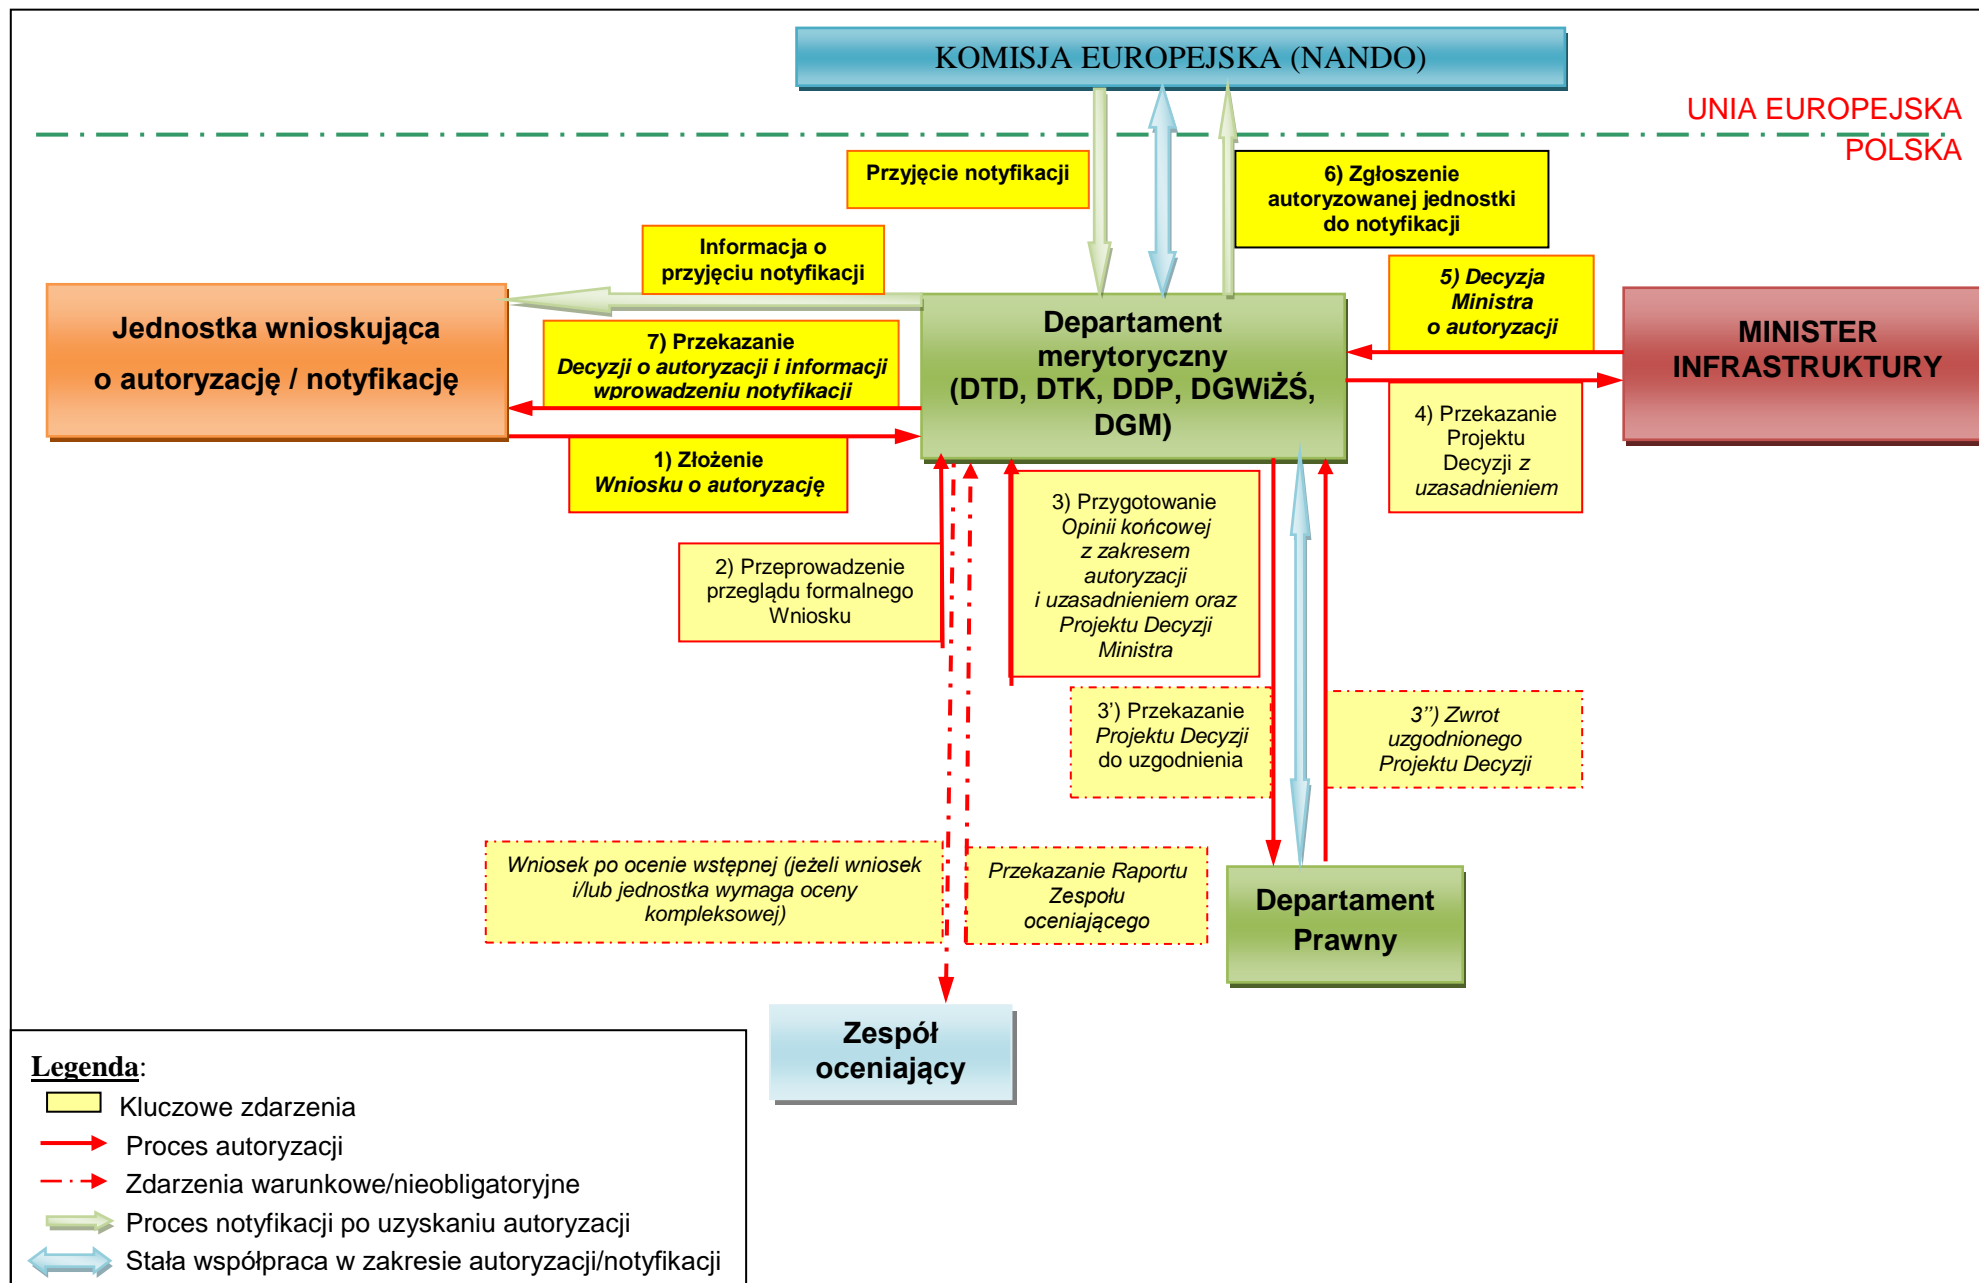 KOMISJA EUROPEJSKA (NANDO)
UNIA EUROPEJSKA
POLSKA
Przyjęcie notyfikacji
6) Zgłoszenie
autoryzowanej jednostki
do notyfikacji
Informacja o
przyjęciu notyfikacji
5) Decyzja
Ministra
o autoryzacji
Jednostka wnioskująca
o autoryzację / notyfikację
7) Przekazanie
Decyzji o autoryzacji i informacji
wprowadzeniu notyfikacji
Departament
merytoryczny
(DTD, DTK, DDP, DGWiŻŚ,
DGM)
MINISTER
INFRASTRUKTURY
1) Złożenie
Wniosku o autoryzację
4) Przekazanie
Projektu
Decyzji z
uzasadnieniem
2) Przeprowadzenie
przeglądu formalnego
Wniosku
3) Przygotowanie
Opinii końcowej
z zakresem
autoryzacji
i uzasadnieniem oraz
Projektu Decyzji
Ministra
3') Przekazanie
Projektu Decyzji
do uzgodnienia
3'') Zwrot
uzgodnionego
Projektu Decyzji
Wniosek po ocenie wstępnej (jeżeli wniosek
i/lub jednostka wymaga oceny
kompleksowej)
Przekazanie Raportu
Zespołu
oceniającego
Departament
Prawny
Zespół
oceniający
Legenda:
Kluczowe zdarzenia
Proces autoryzacji
Zdarzenia warunkowe/nieobligatoryjne
Proces notyfikacji po uzyskaniu autoryzacji
Stała współpraca w zakresie autoryzacji/notyfikacji